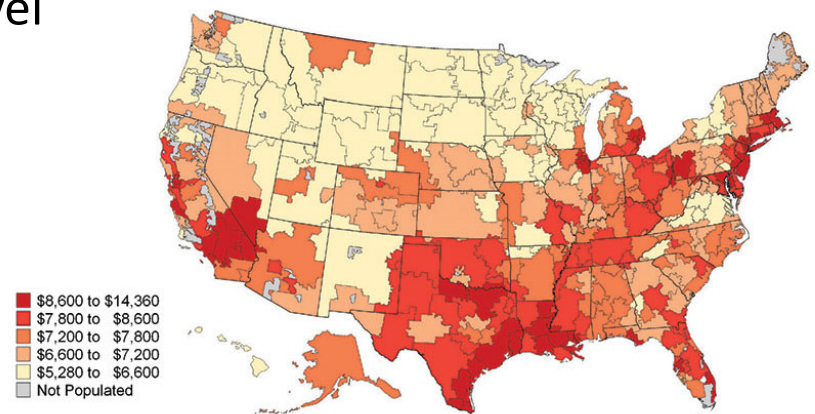 $8,600 to $14,360
$7,800 to $8,600
$7,200 to $7,800
$6,600 to $7,200
$5,280 to $6,600
Not Populated